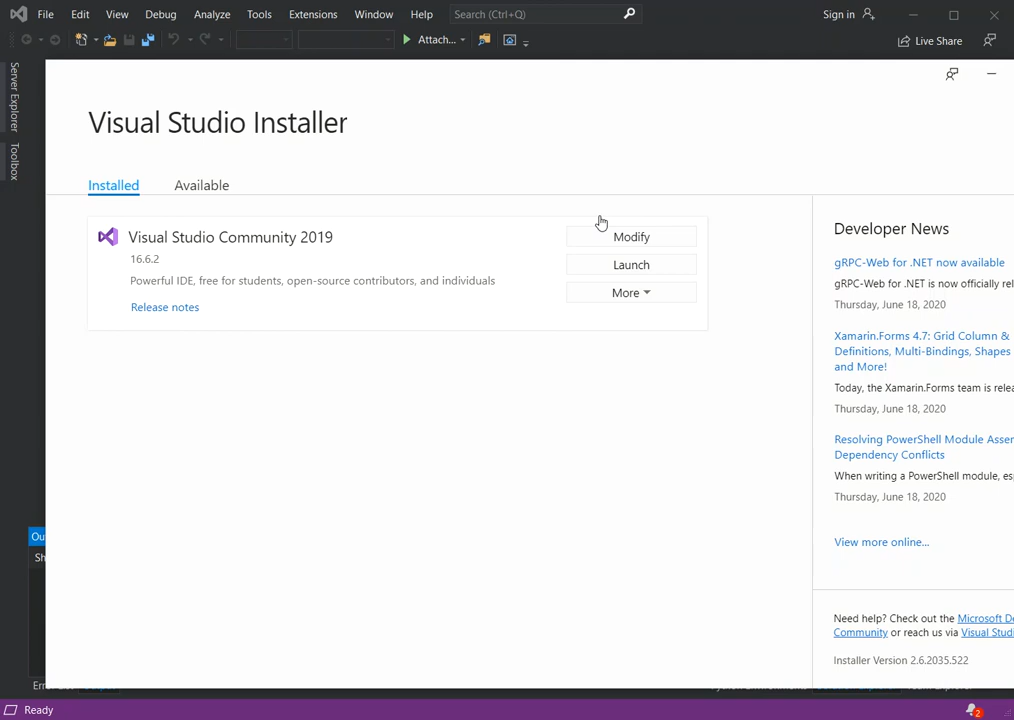 File Edit View Debug Analyze Tools Extensions Window Help Search (Ctrl+Q) Sign in
Attach... Live Share
Server Explorer
Toolbox
Visual Studio Installer
Installed Available
Visual Studio Community 2019
16.6.2
Powerful IDE, free for students, open-source contributors, and individuals
Release notes
Modify
Launch
More
Developer News
gRPC-Web for .NET now available
gRPC-Web for .NET is now officially rel
Thursday, June 18, 2020
Xamarin.Forms 4.7: Grid Column &
Definitions, Multi-Bindings, Shapes
and More!
Today, the Xamarin.Forms team is relea
Thursday, June 18, 2020
Resolving PowerShell Module Assem
Dependency Conflicts
When writing a PowerShell module, esp
Thursday, June 18, 2020
View more online...
Need help? Check out the Microsoft De
Community or reach us via Visual Studi
Installer Version 2.6.2035.522
Ou
Sh
Ready
2